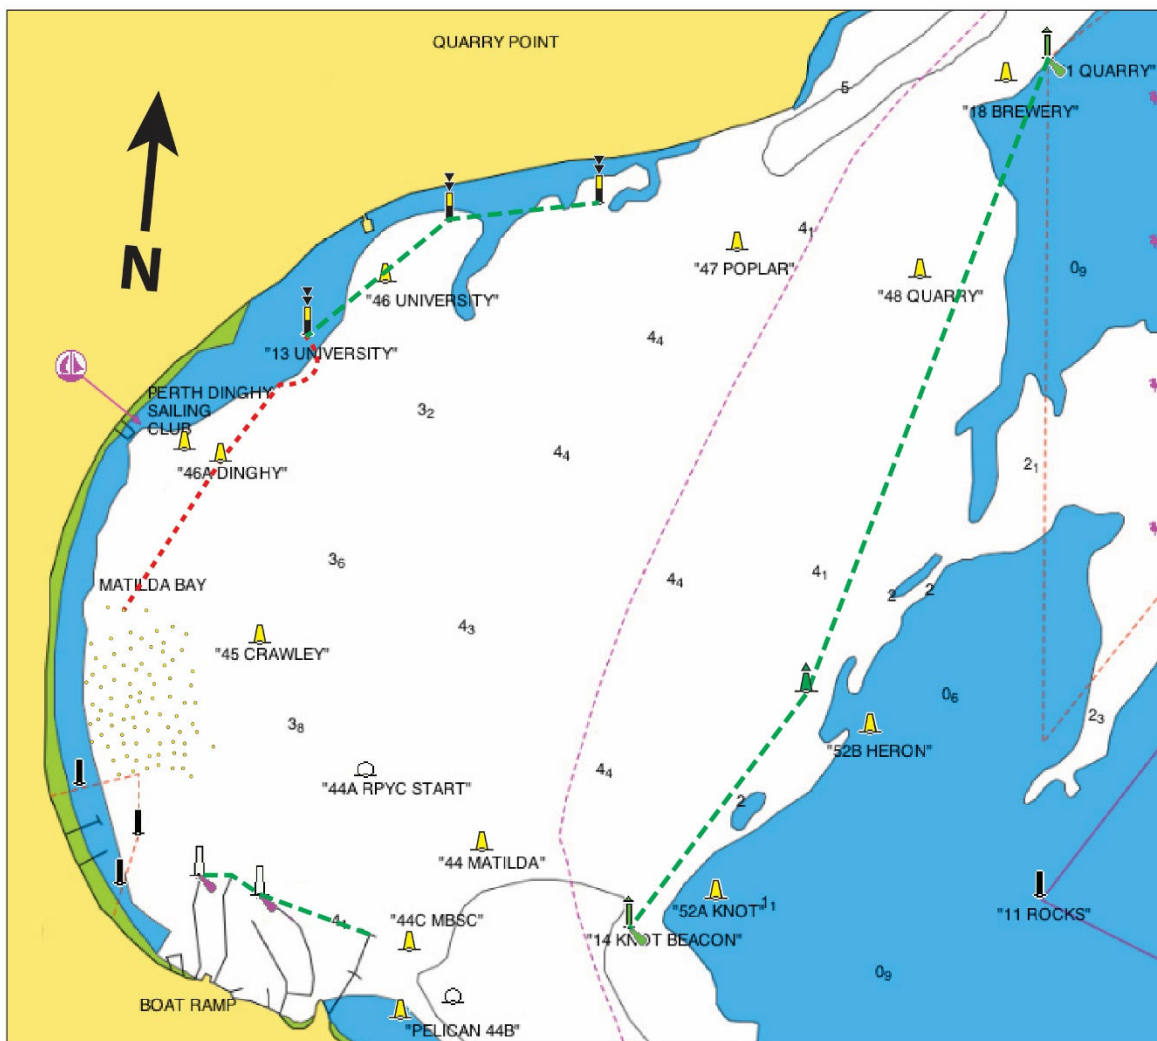 QUARRY POINT
1 QUARRY"
"18 BREWERY"
5
N
4₁
"47 POPLAR"
0₉
"46 UNIVERSITY"
"48 QUARRY"
4₄
"13 UNIVERSITY"
PERTH DINGHY
SAILING
CLUB
3₂
4₄
2₁
"46A DINGHY"
3₆
4₄
4₁
MATILDA BAY
2
2
4₃
"45 CRAWLEY"
0₆
3₈
2₃
"52B HERON"
4₄
"44A RPYC START"
2
"44 MATILDA"
"52A KNOT"
1₁
"11 ROCKS"
"44C MBSC"
"14 KNOT BEACON"
0₉
BOAT RAMP
"PELICAN 44B"